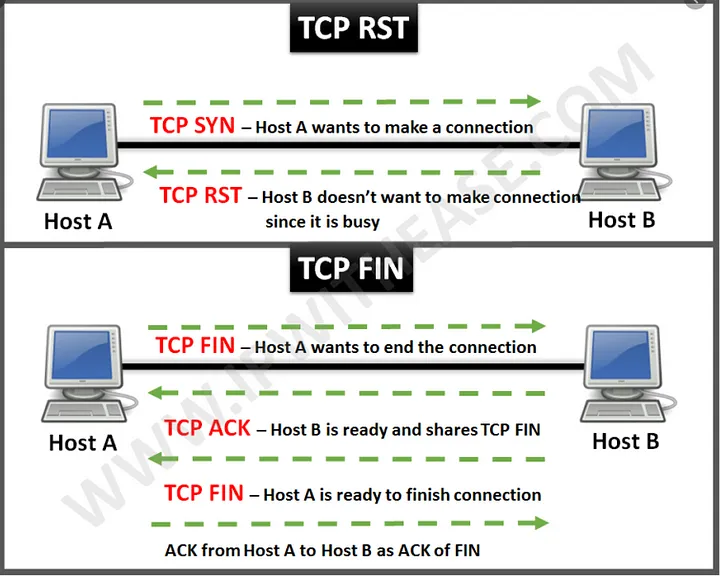 TCP RST
TCP SYN – Host A wants to make a connection
TCP RST – Host B doesn’t want to make connection
since it is busy
Host A
Host B
TCP FIN
TCP FIN – Host A wants to end the connection
TCP ACK – Host B is ready and shares TCP FIN
Host A
Host B
TCP FIN – Host A is ready to finish connection
ACK from Host A to Host B as ACK of FIN
WWW.IPWITHEASE.COM